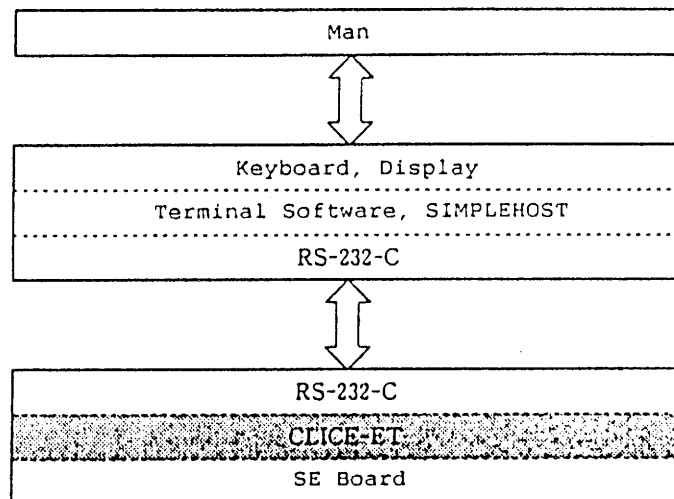 Man
Keyboard, Display
Terminal Software, SIMPLEHOST
RS-232-C
RS-232-C
CLICE-ET
SE Board